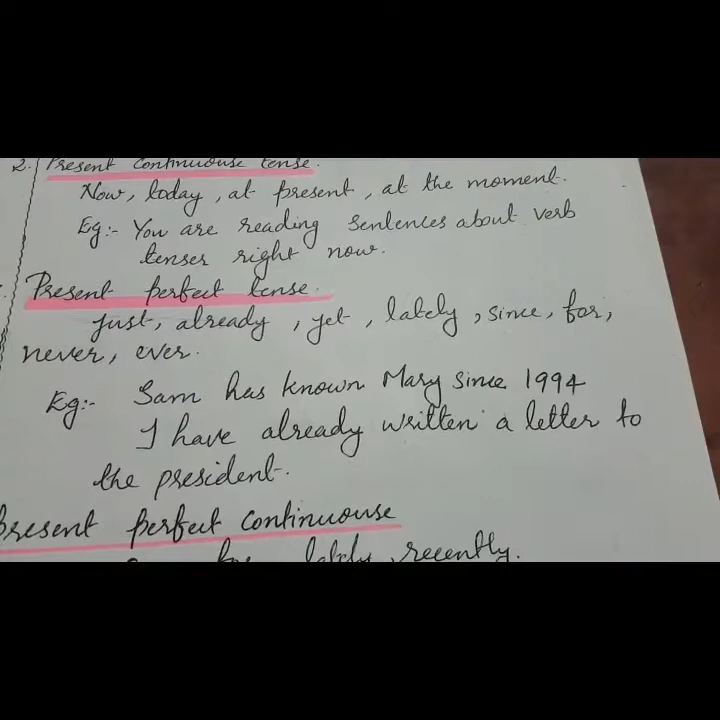 2. Present Continuouse tense.
Now, today, at present, at the moment.
Eg:- You are reading sentences about verb
tenses right now.
Present perfect tense.
Just, already, yet, lately, since, for,
never, ever.
Eg:- Sam has known Mary since 1994
I have already written a letter to
the president.
present perfect continuouse
lately, recently.